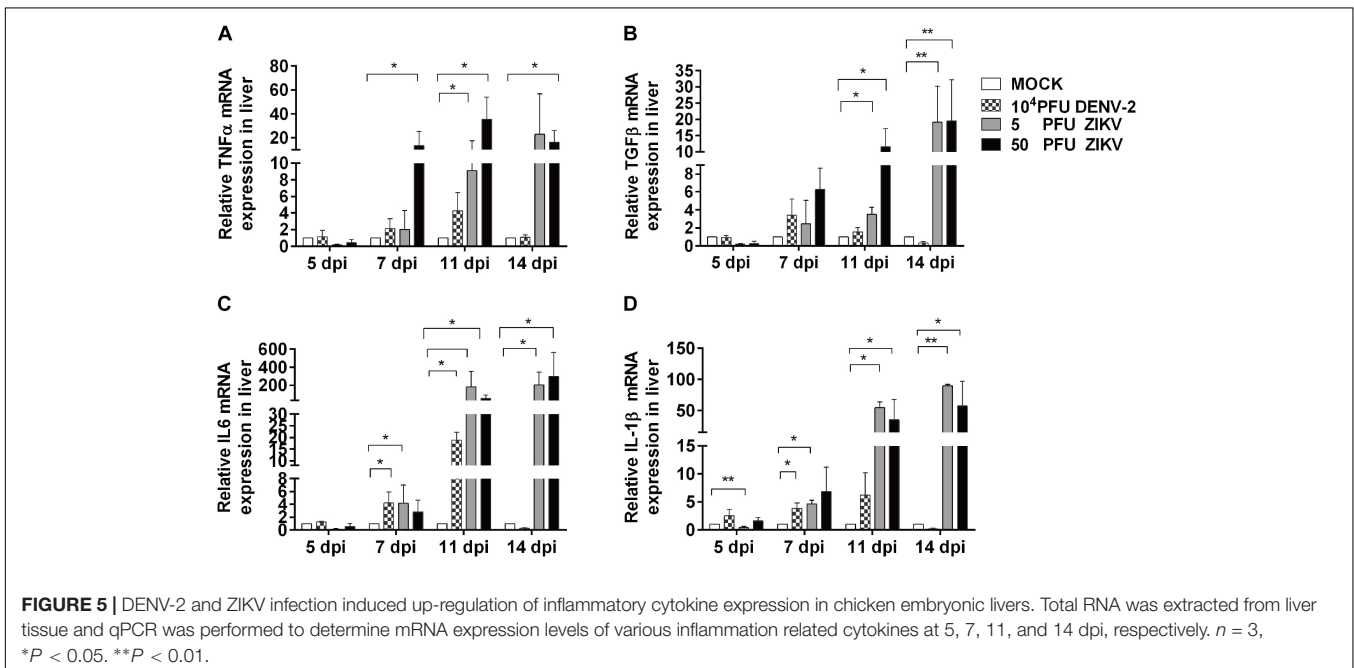 A
Relative TNFα mRNA
expression in liver
80
60
40
20
10
8
6
4
2
0
* * * *
5 dpi 7 dpi 11 dpi 14 dpi
B
Relative TGFβ mRNA
expression in liver
35
30
25
20
15
10
8
6
4
2
0
* * ** **
5 dpi 7 dpi 11 dpi 14 dpi
MOCK
10⁴PFU DENV-2
5 PFU ZIKV
50 PFU ZIKV
C
Relative IL6 mRNA
expression in liver
600
400
200
30
25
20
15
10
8
6
4
2
0
* * * * * *
5 dpi 7 dpi 11 dpi 14 dpi
D
Relative IL-1β mRNA
expression in liver
150
100
50
15
10
5
0
** * * * * ** *
5 dpi 7 dpi 11 dpi 14 dpi
FIGURE 5 | DENV-2 and ZIKV infection induced up-regulation of inflammatory cytokine expression in chicken embryonic livers. Total RNA was extracted from liver
tissue and qPCR was performed to determine mRNA expression levels of various inflammation related cytokines at 5, 7, 11, and 14 dpi, respectively. n = 3,
*P < 0.05. **P < 0.01.